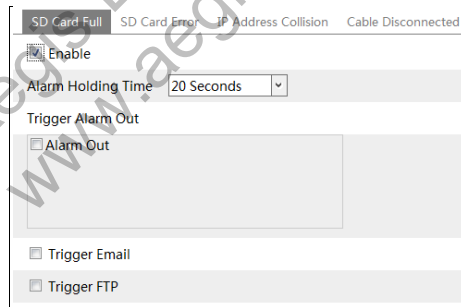 SD Card Full SD Card Error IP Address Collision Cable Disconnected
Enable
Alarm Holding Time 20 Seconds
Trigger Alarm Out
Alarm Out
Trigger Email
Trigger FTP